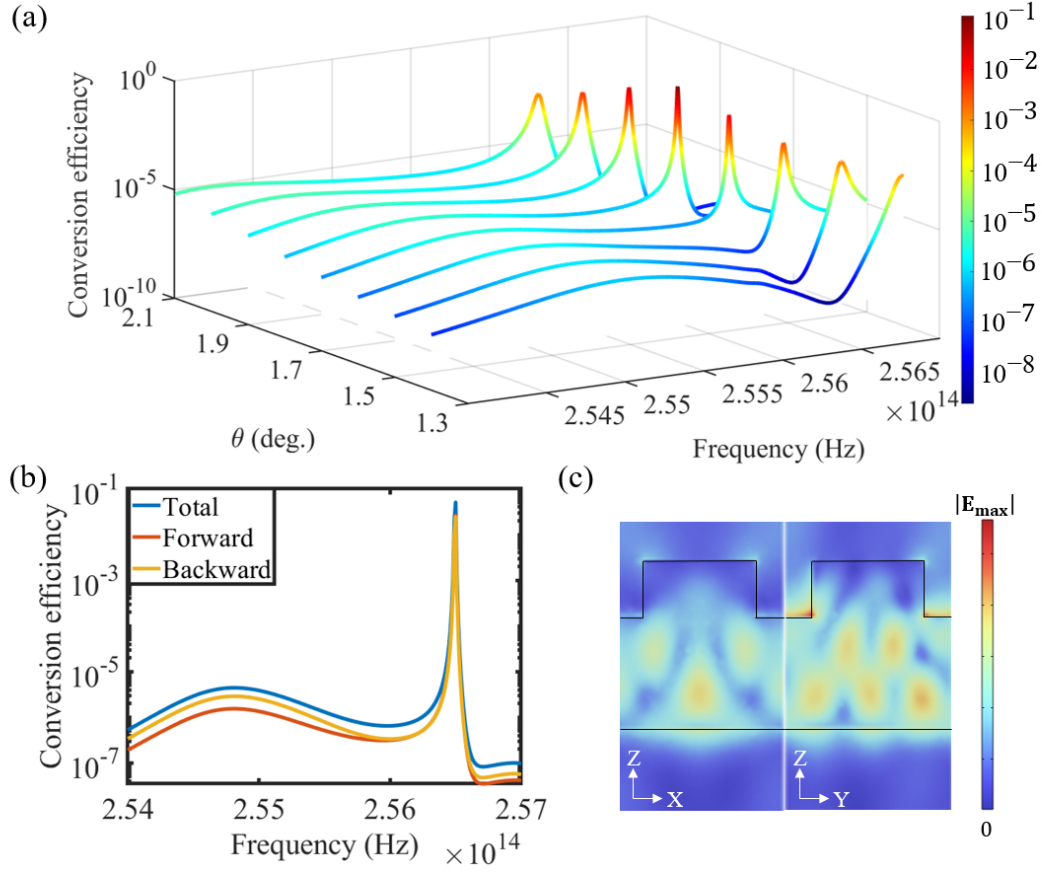 (a)
Conversion efficiency
10^0
10^-5
10^-10
2.1
1.9
1.7
1.5
1.3
θ (deg.)
2.545
2.55
2.555
2.56
2.565
×10^14
Frequency (Hz)
10^-1
10^-2
10^-3
10^-4
10^-5
10^-6
10^-7
10^-8
(b)
Conversion efficiency
10^-1
10^-3
10^-5
10^-7
Total
Forward
Backward
2.54
2.55
2.56
2.57
Frequency (Hz)
×10^14
(c)
|E_max|
Z
X
Z
Y
0